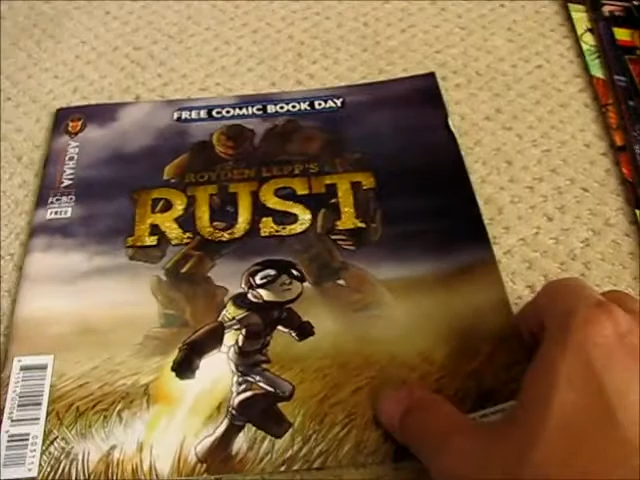 FREE COMIC BOOK DAY
ARCHAIA
FCBD
FREE
ROYDEN LEPP'S
RUST